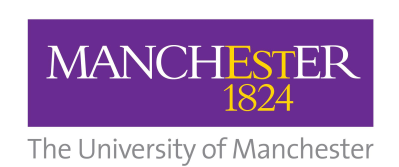 MANCHEstER
1824
The University of Manchester